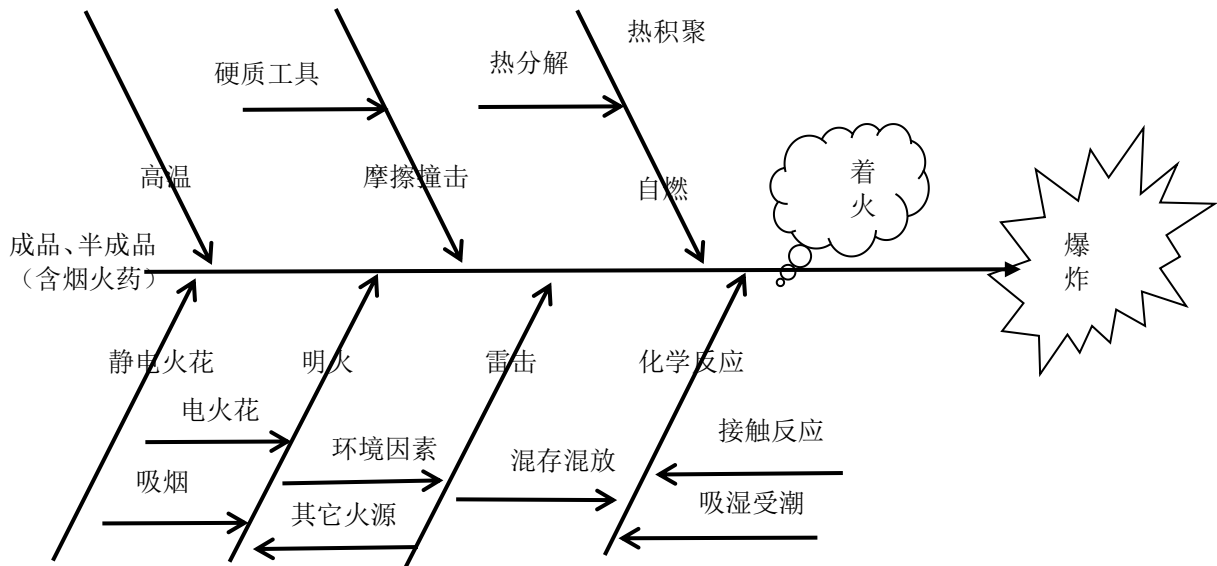 热积聚
热分解
硬质工具
高温
摩擦撞击
自燃
着
火
成品、半成品
（含烟火药）
爆
炸
静电火花
明火
雷击
化学反应
电火花
接触反应
环境因素
混存混放
吸烟
吸湿受潮
其它火源